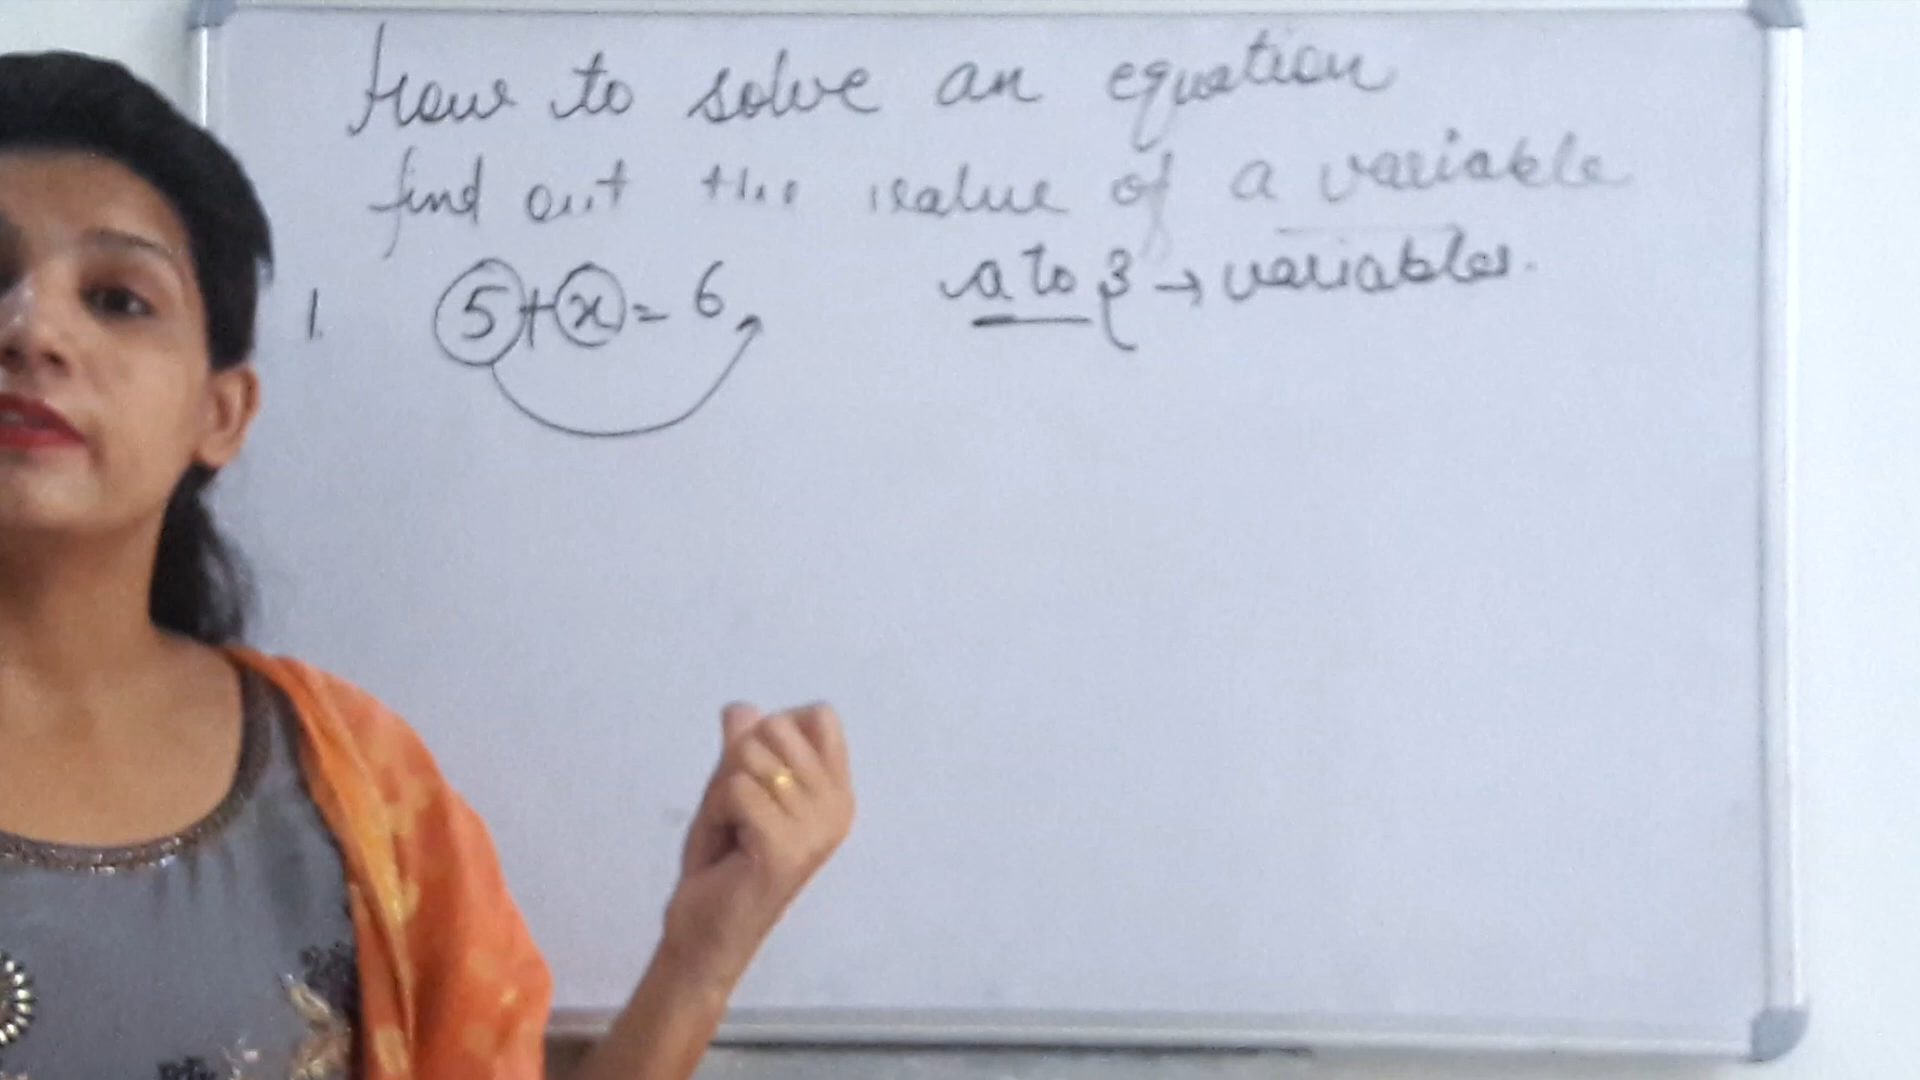 How to solve an equation
find out the value of a variable
1. 5+x=6
a to z → variables.